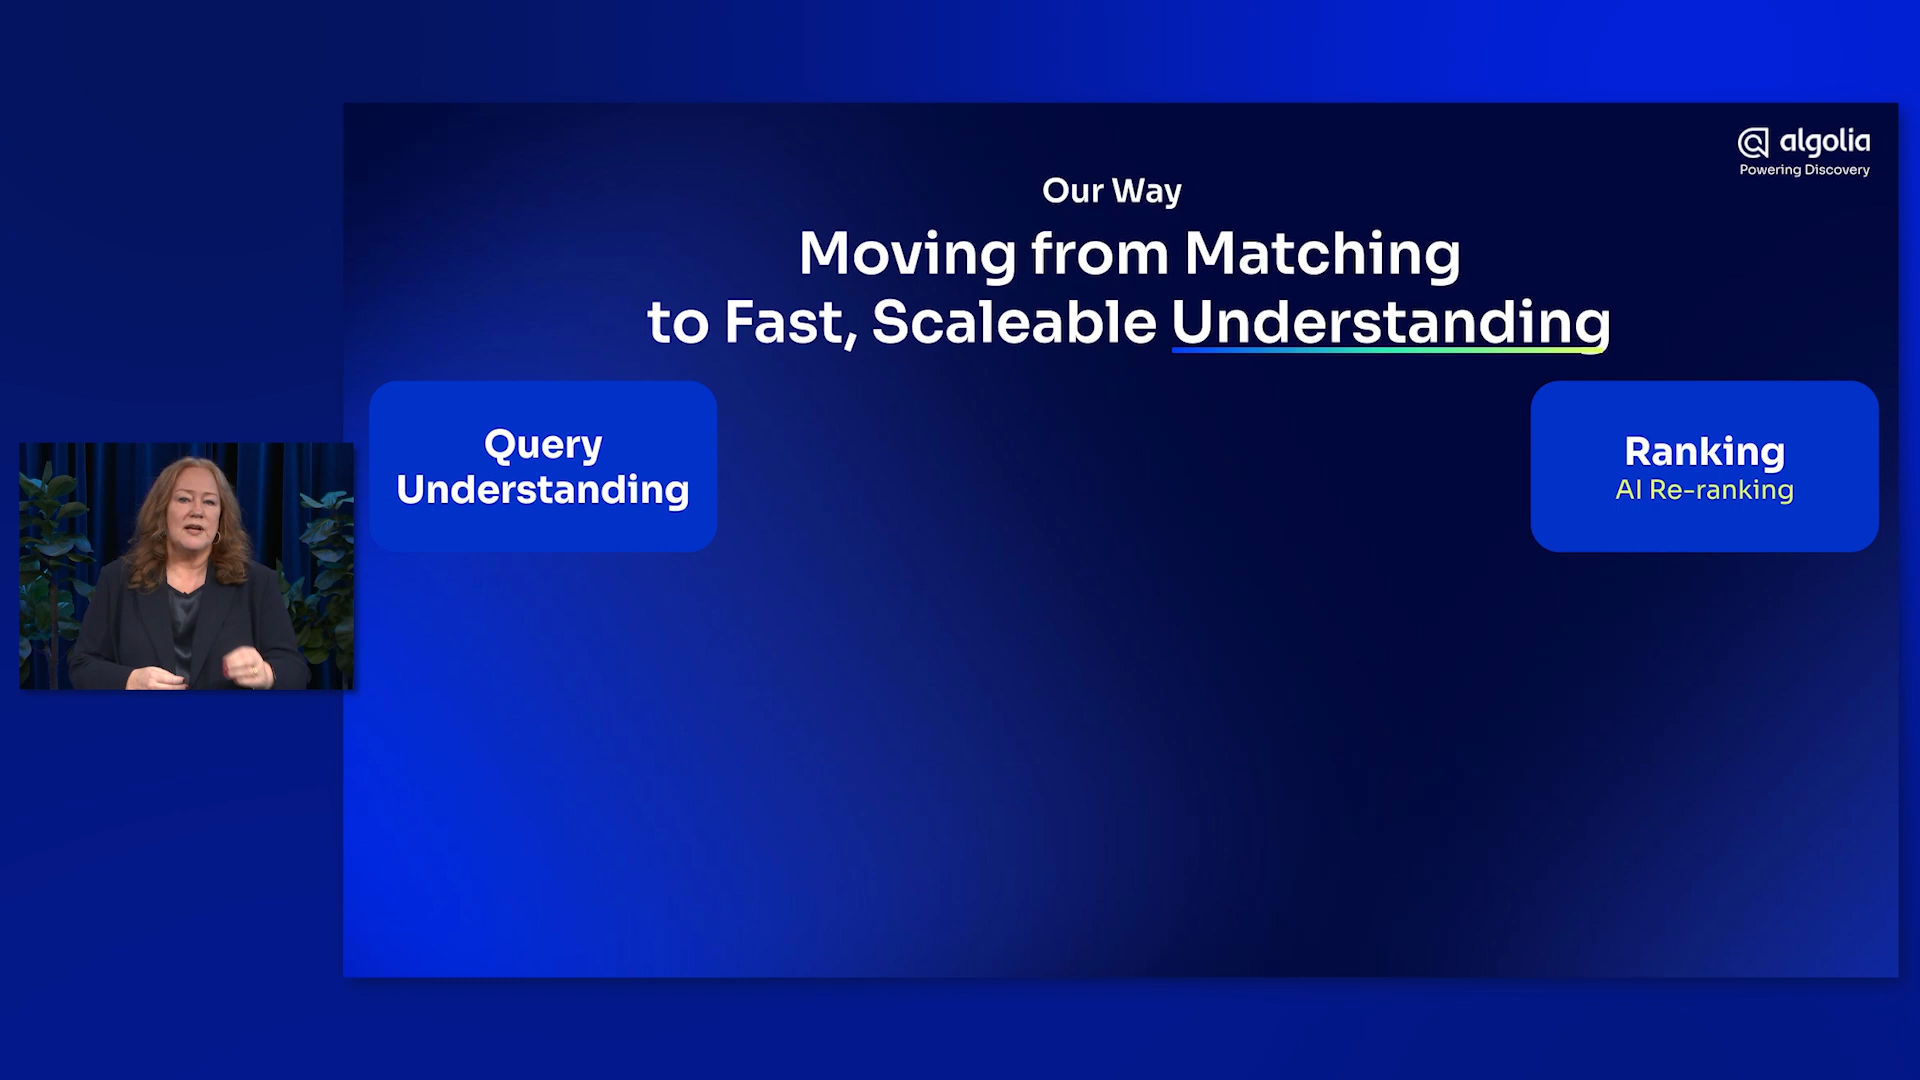 algolia
Powering Discovery
Our Way
Moving from Matching
to Fast, Scaleable Understanding
Query
Understanding
Ranking
AI Re-ranking